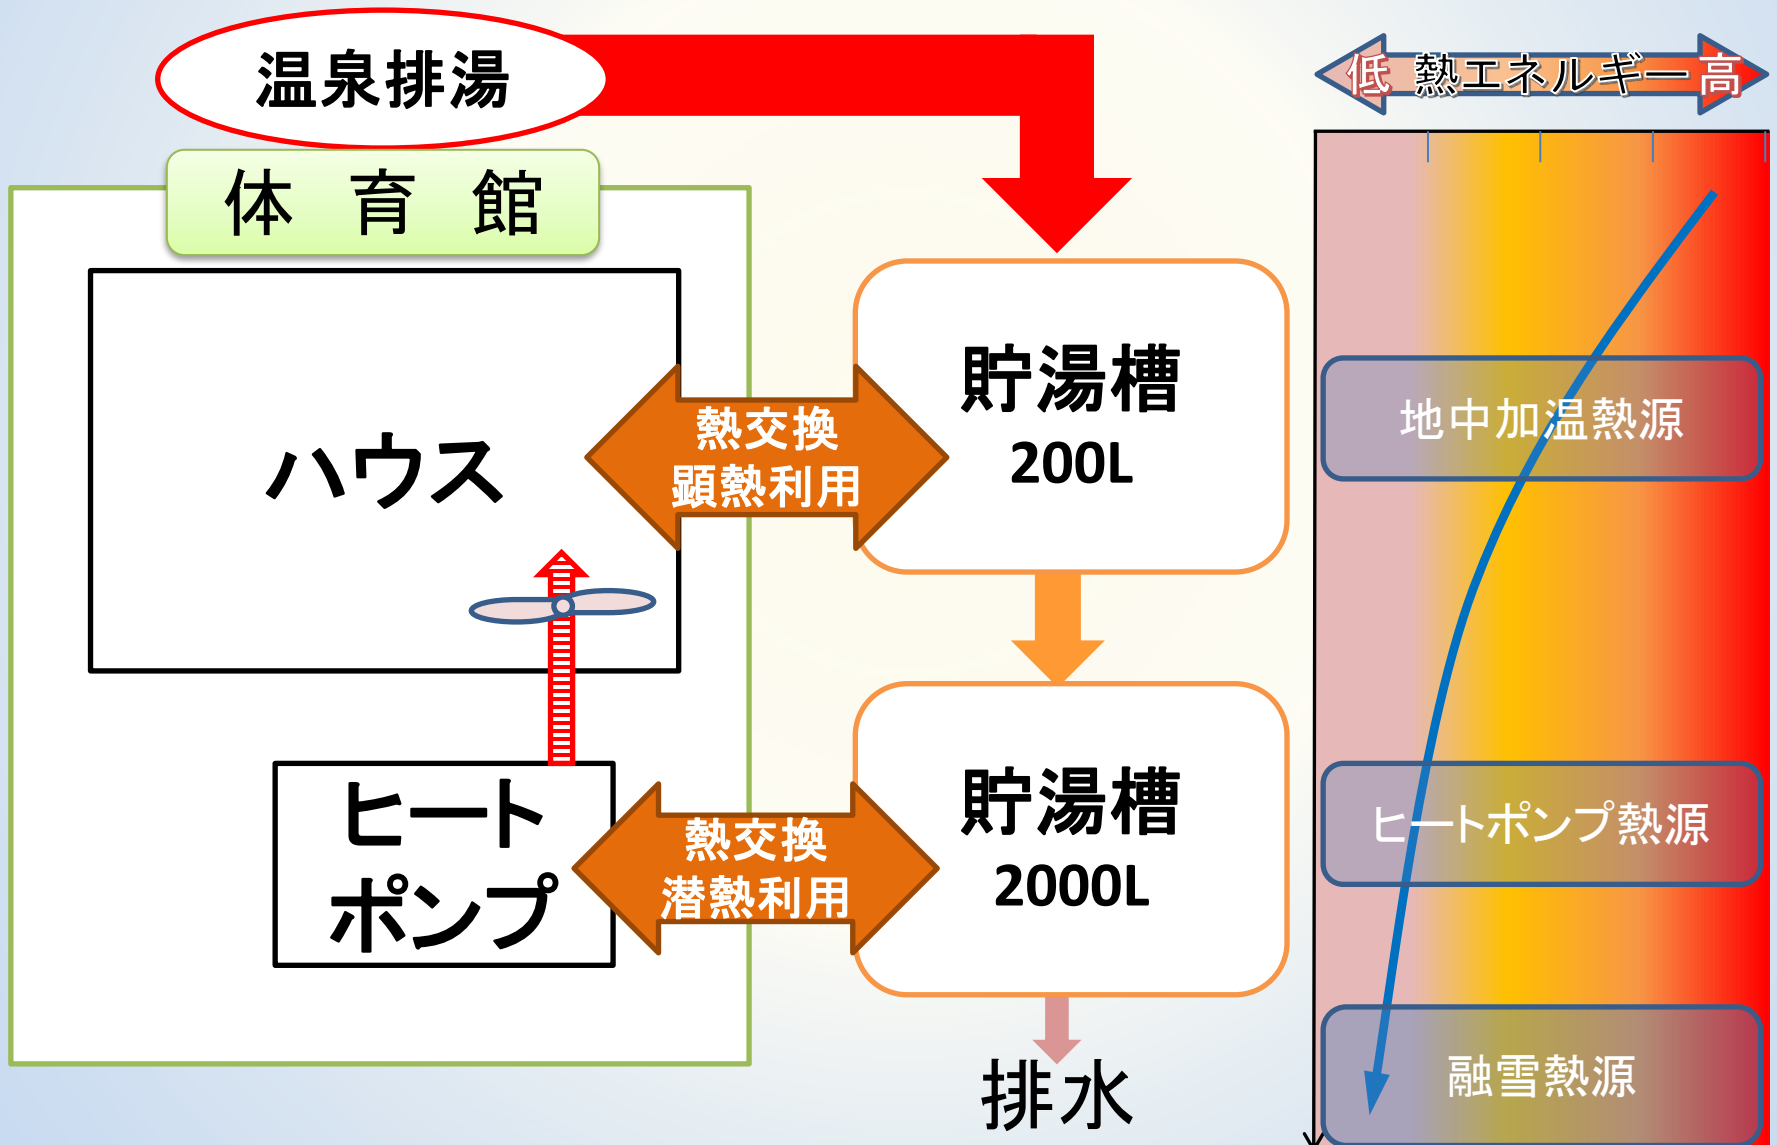 温泉排湯
体育館
ハウス
熱交換
顕熱利用
貯湯槽
200L
ヒート
ポンプ
熱交換
潜熱利用
貯湯槽
2000L
排水
低 熱エネルギー 高
地中加温熱源
ヒートポンプ熱源
融雪熱源